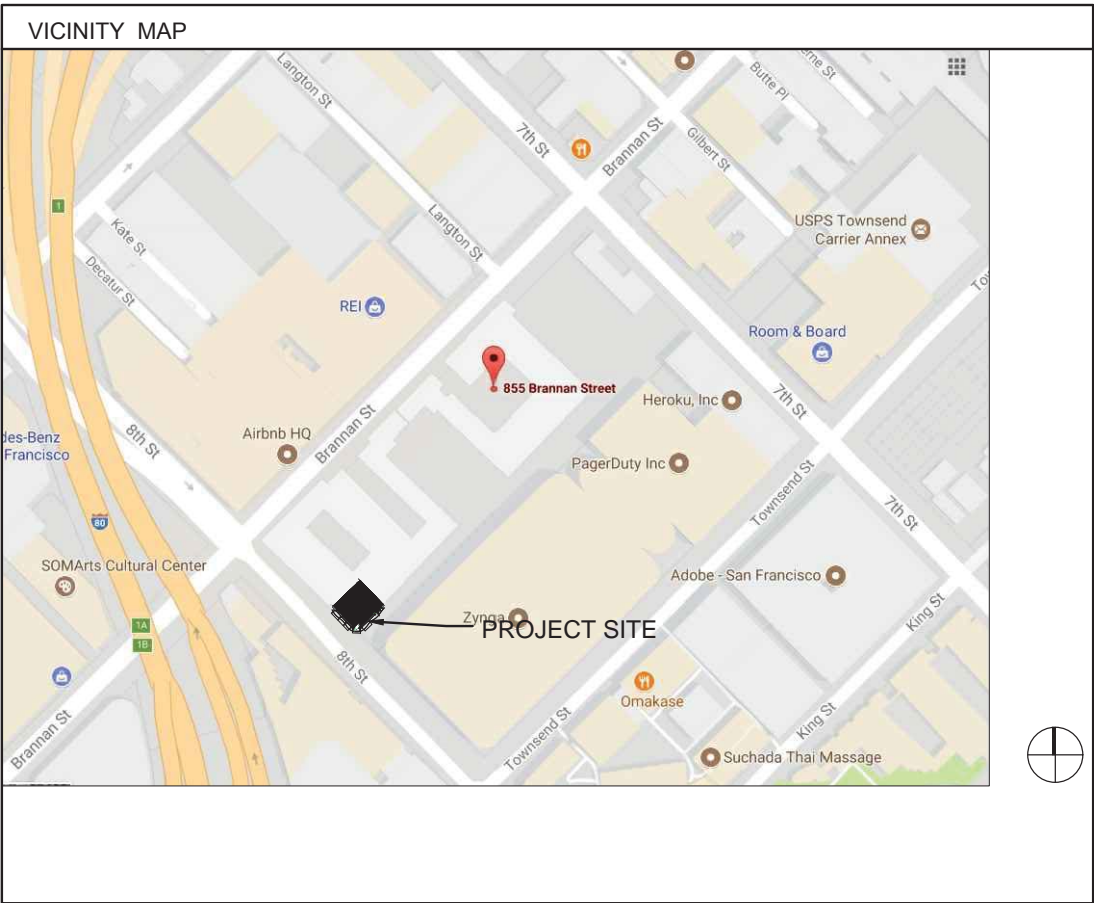 VICINITY MAP
Langton St
7th St
Brannan St
Butte Pl
Gilbert St
1
Kate St
Decatur St
Langton St
USPS Townsend
Carrier Annex
REI
Room & Board
855 Brannan Street
Heroku, Inc
7th St
8th St
Airbnb HQ
Brannan St
des-Benz
Francisco
PagerDuty Inc
Townsend St
7th St
80
SOMArts Cultural Center
Adobe - San Francisco
King St
Zynga
PROJECT SITE
1A
1B
8th St
Omakase
Brannan St
Townsend St
King St
Suchada Thai Massage